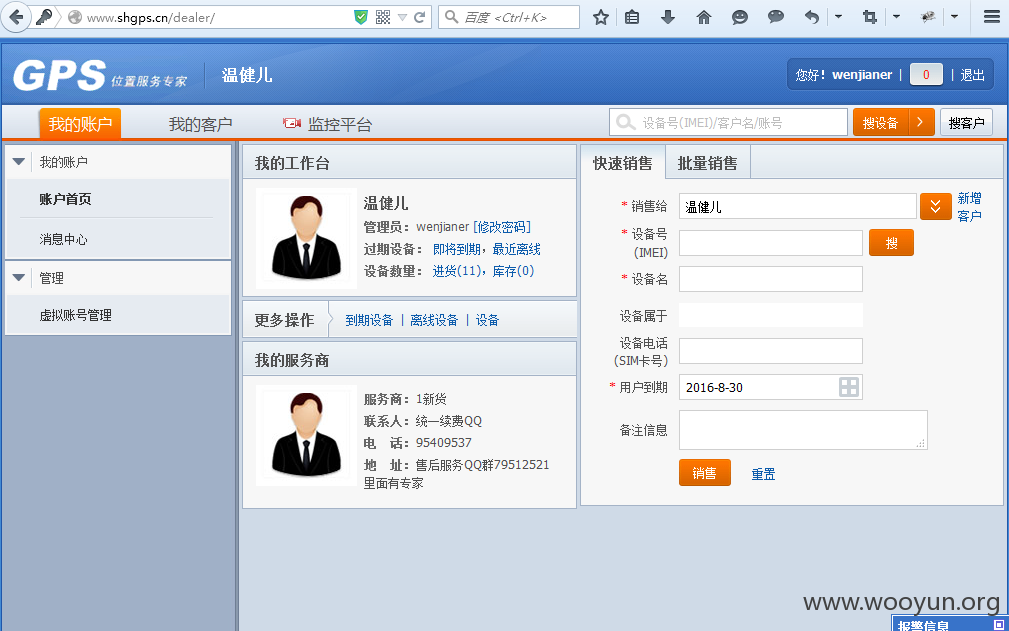 www.shgps.cn/dealer/
百度 <Ctrl+K>
GPS 位置服务专家 温健儿
您好！wenjianer | 0 | 退出
我的账户 我的客户 监控平台
设备号(IMEI)/客户名/账号 搜设备 搜客户
我的账户
账户首页
消息中心
管理
虚拟账号管理
我的工作台
温健儿
管理员：wenjianer [修改密码]
过期设备：即将到期，最近离线
设备数量：进货(11)，库存(0)
更多操作 到期设备 | 离线设备 | 设备
我的服务商
服务商：1新货
联系人：统一续费QQ
电 话：95409537
地 址：售后服务QQ群79512521
里面有专家
快速销售 批量销售
* 销售给 温健儿 新增
客户
* 设备号
(IMEI) 搜
* 设备名
设备属于
设备电话
(SIM卡号)
* 用户到期 2016-8-30
备注信息
销售 重置
www.wooyun.org
报警信息